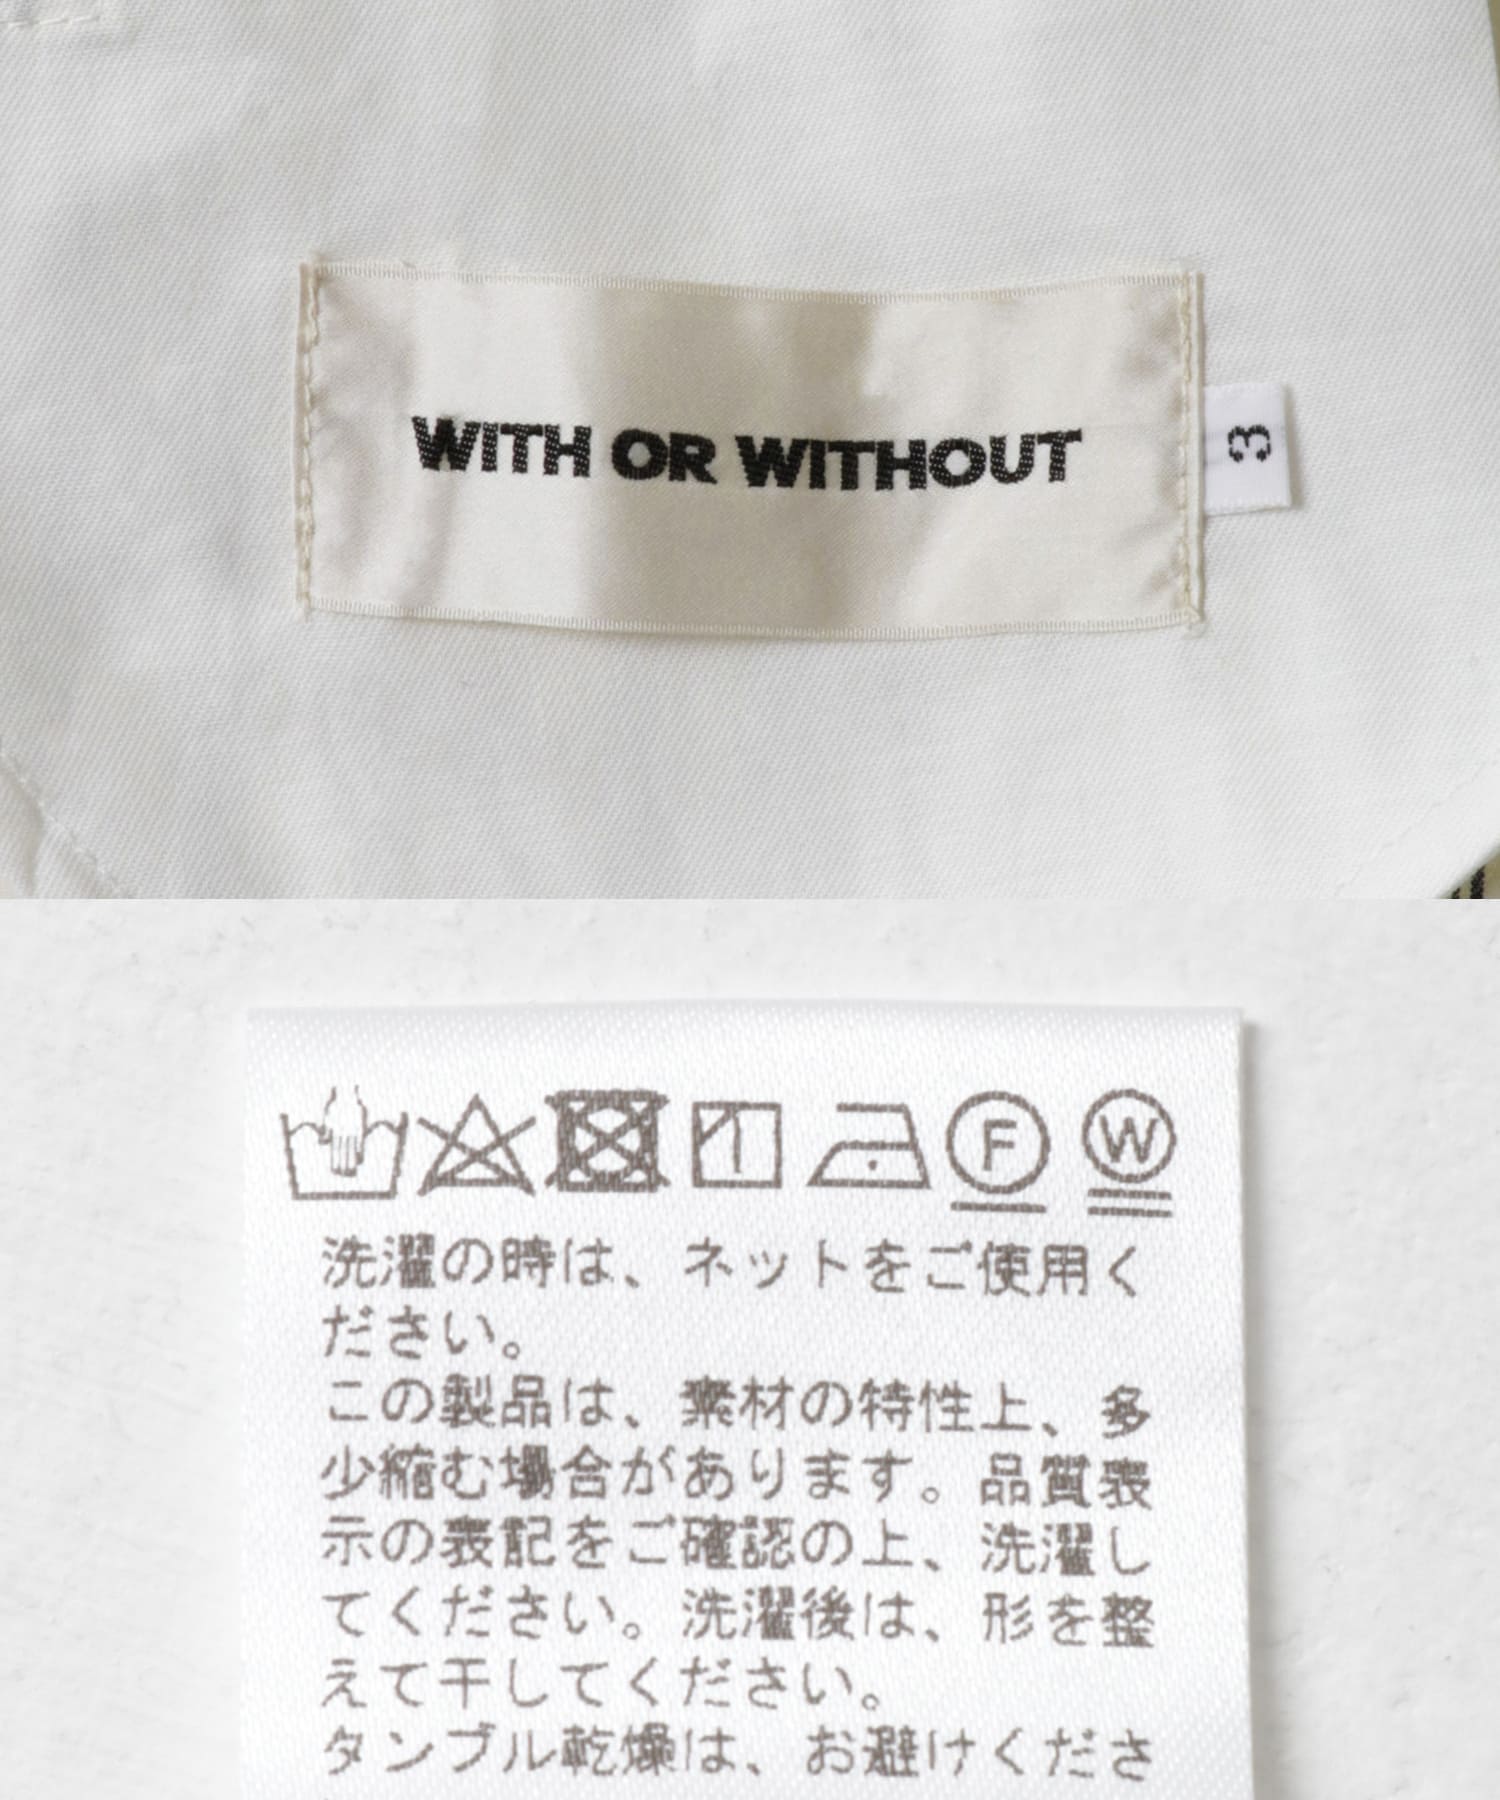 WITH OR WITHOUT
3
F
W
洗濯の時は、ネットをご使用く
ださい。
この製品は、素材の特性上、多
少縮む場合があります。品質表
示の表記をご確認の上、洗濯し
てください。洗濯後は、形を整
えて干してください。
タンブル乾燥は、お避けくださ